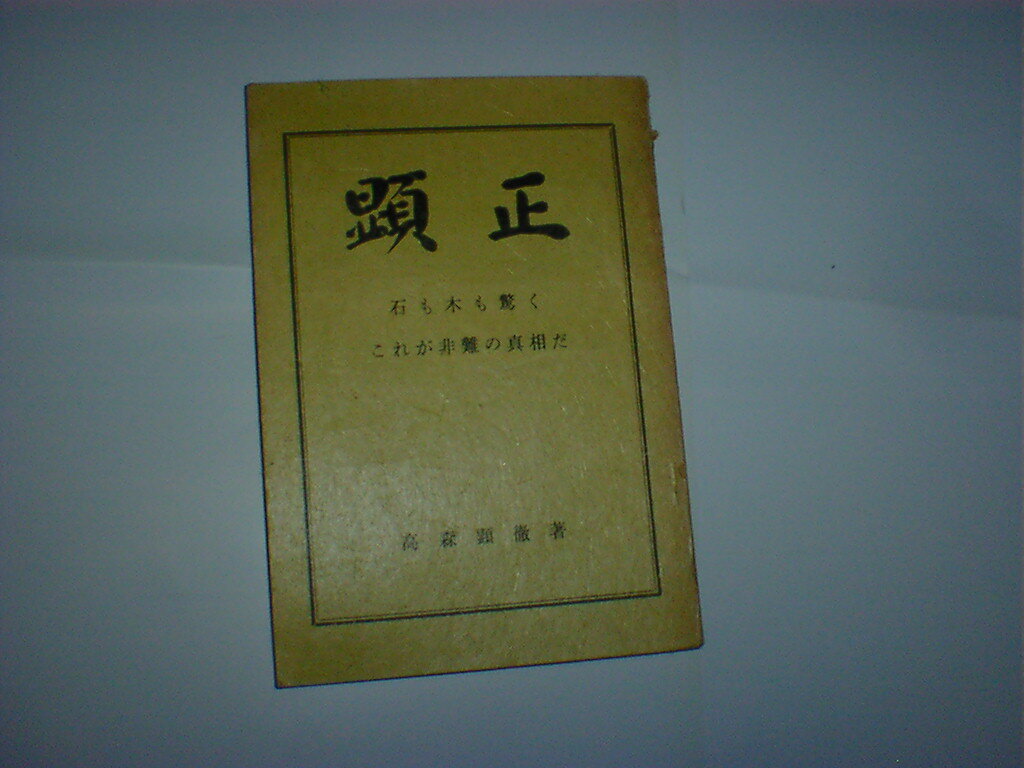 顕正
石も木も驚く
これが非難の真相だ
高森顕徹著